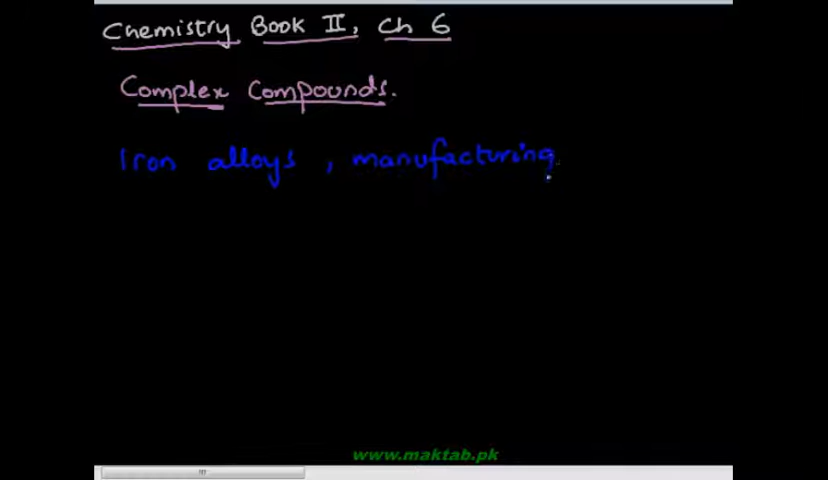 Chemistry Book II, Ch 6
Complex Compounds.
Iron alloys, manufacturing
www.maktab.pk